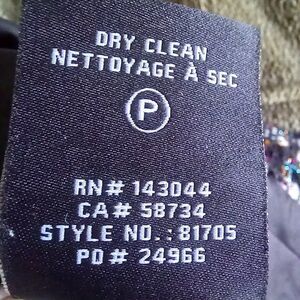 DRY CLEAN
NETTOYAGE À SEC
P
RN# 143044
CA# 58734
STYLE NO.: 81705
PO# 24966